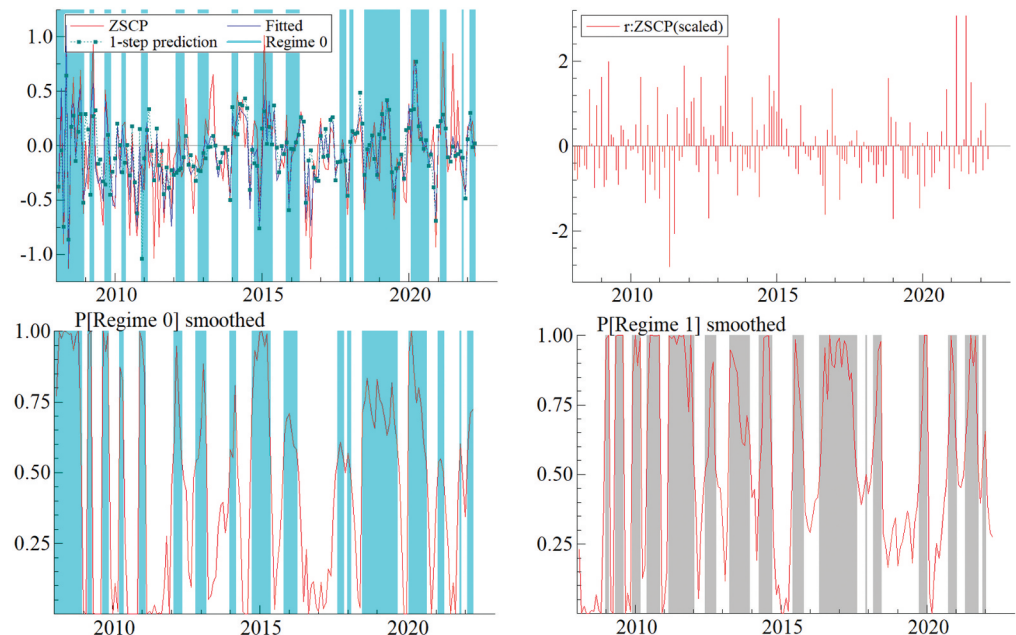 ZSCP Fitted
1-step prediction Regime 0
1.0
0.5
0.0
-0.5
-1.0
2010 2015 2020
r:ZSCP(scaled)
2
0
-2
2010 2015 2020
P[Regime 0] smoothed
1.00
0.75
0.50
0.25
2010 2015 2020
P[Regime 1] smoothed
1.00
0.75
0.50
0.25
2010 2015 2020